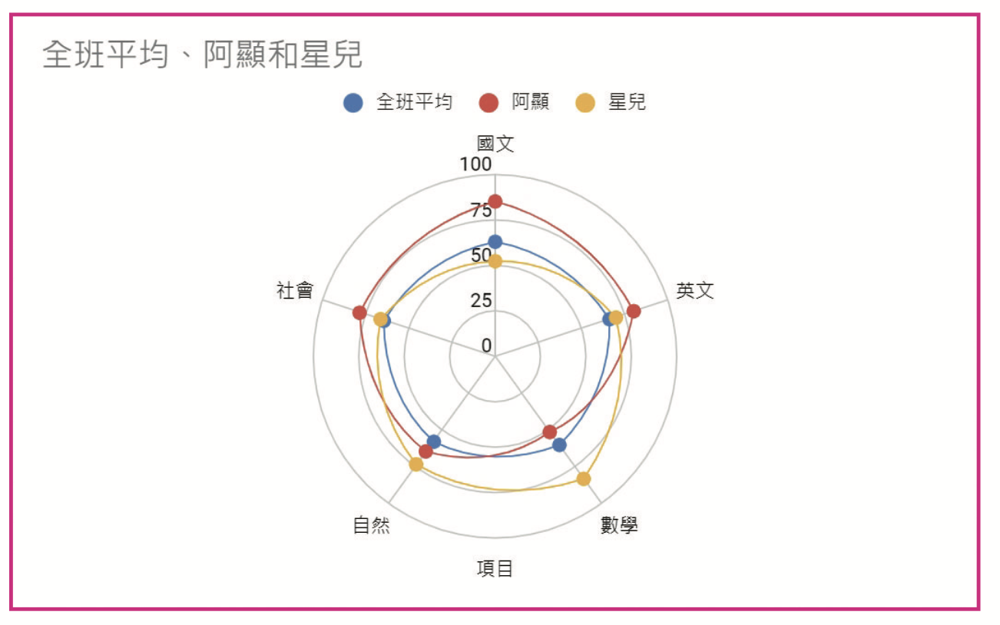 全班平均、阿顯和星兒
全班平均 阿顯 星兒
國文
100
75
50
25
0
社會
英文
自然
數學
項目